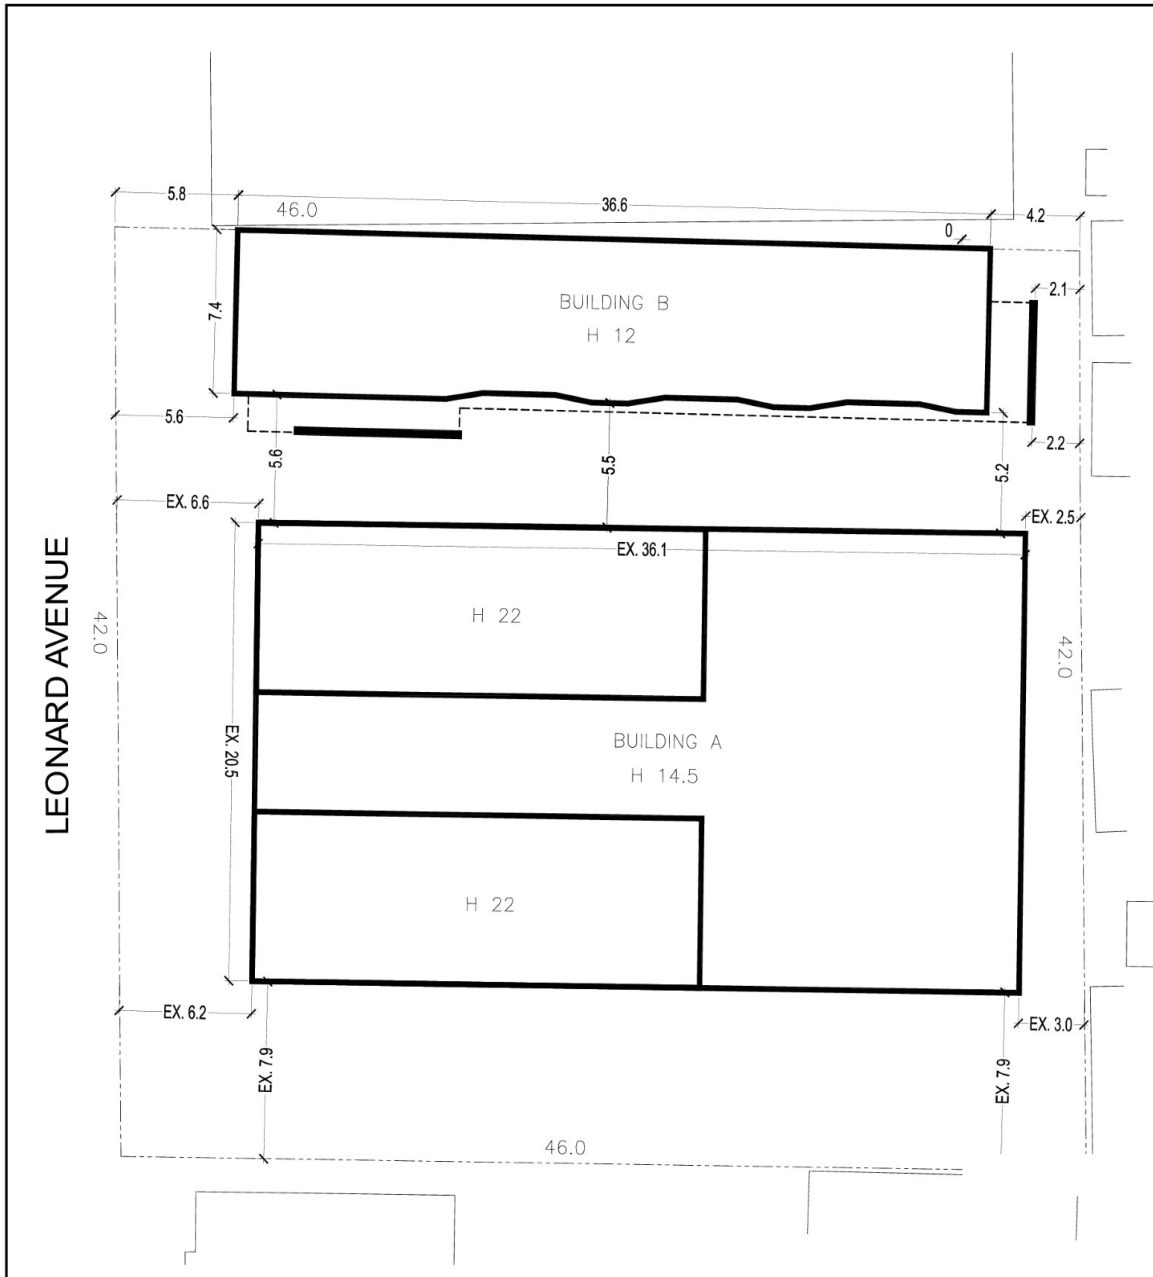 5.8
36.6
4.2
46.0
0
2.1
BUILDING B
H 12
7.4
5.6
5.6
5.5
5.2
2.2
EX. 6.6
EX. 2.5
EX. 36.1
LEONARD AVENUE
42.0
H 22
42.0
EX. 20.5
BUILDING A
H 14.5
H 22
EX. 6.2
EX. 3.0
EX. 7.9
EX. 7.9
46.0